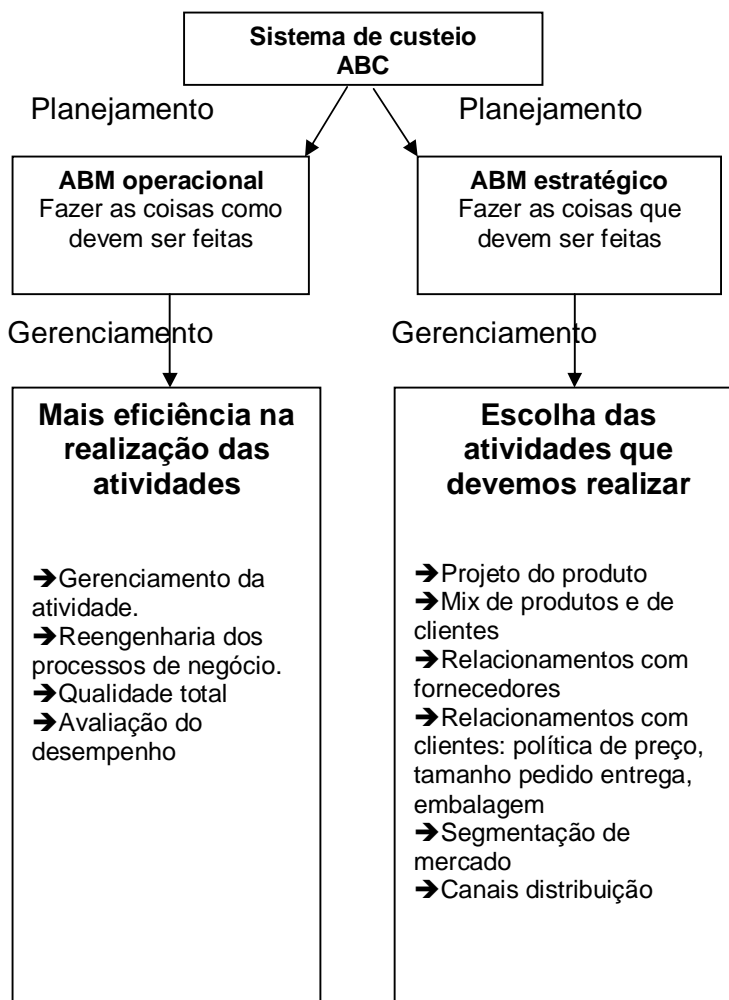 Sistema de custeio
ABC
Planejamento
Planejamento
ABM operacional
Fazer as coisas como
devem ser feitas
ABM estratégico
Fazer as coisas que
devem ser feitas
Gerenciamento
Gerenciamento
Mais eficiência na
realização das
atividades
➔Gerenciamento da
atividade.
➔Reengenharia dos
processos de negócio.
➔Qualidade total
➔Avaliação do
desempenho
Escolha das
atividades que
devemos realizar
➔Projeto do produto
➔Mix de produtos e de
clientes
➔Relacionamentos com
fornecedores
➔Relacionamentos com
clientes: política de preço,
tamanho pedido entrega,
embalagem
➔Segmentação de
mercado
➔Canais distribuição